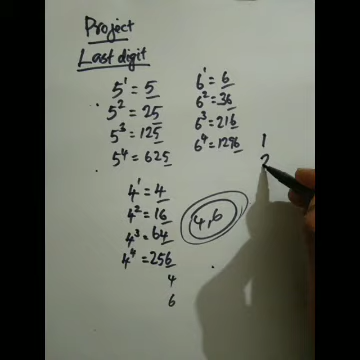 Project
Last digit
5¹ = 5
5² = 25
5³ = 125
5⁴ = 625
6¹ = 6
6² = 36
6³ = 216
6⁴ = 1296
1
2
4¹ = 4
4² = 16
4³ = 64
4⁴ = 256
4
6
4,6